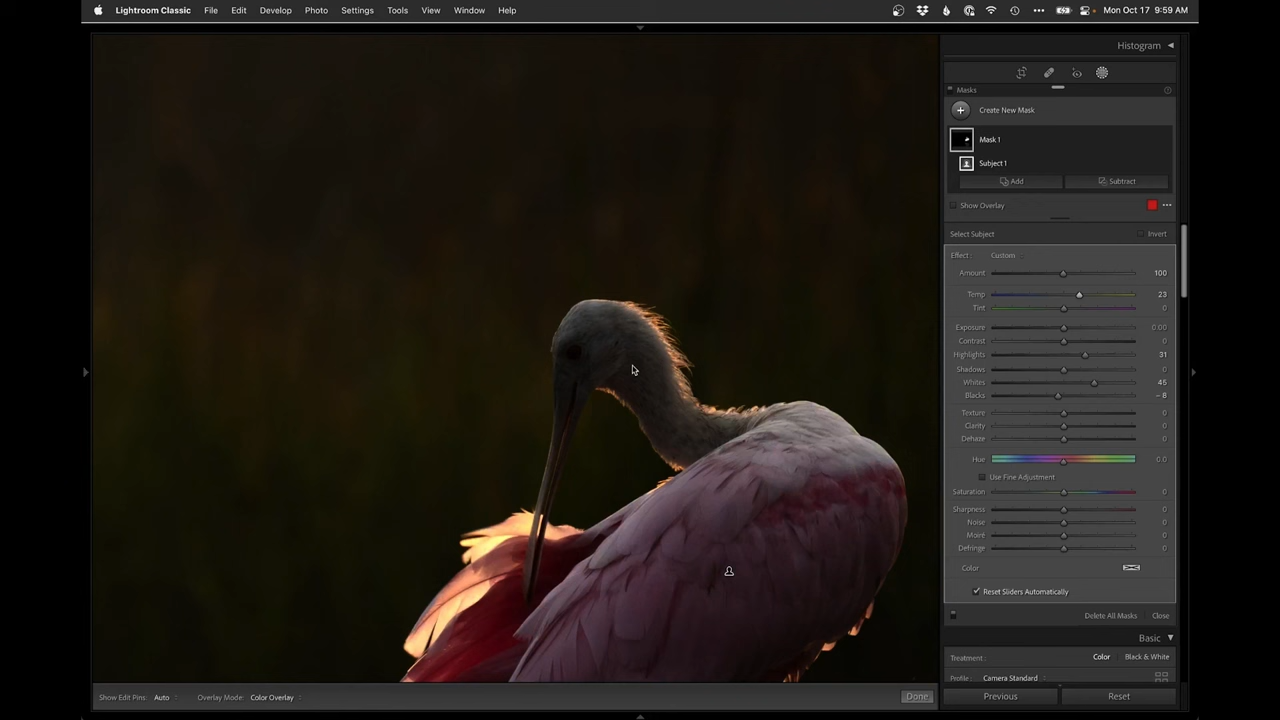 Lightroom Classic File Edit Develop Photo Settings Tools View Window Help Mon Oct 17 9:59 AM
Histogram
Masks
Create New Mask
Mask 1
Subject 1
Add Subtract
Show Overlay
Select Subject Invert
Effect : Custom
Amount 100
Temp 23
Tint 0
Exposure 0.00
Contrast 0
Highlights 31
Shadows 0
Whites 45
Blacks – 8
Texture 0
Clarity 0
Dehaze 0
Hue 0.0
Use Fine Adjustment
Saturation 0
Sharpness 0
Noise 0
Moiré 0
Defringe 0
Color
Reset Sliders Automatically
Delete All Masks Close
Basic
Treatment : Color Black & White
Profile : Camera Standard
Show Edit Pins: Auto Overlay Mode: Color Overlay Done Previous Reset